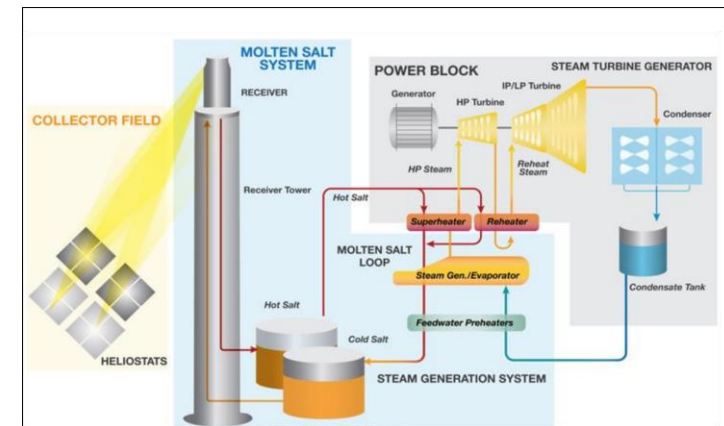 MOLTEN SALT
SYSTEM
RECEIVER
COLLECTOR FIELD
Receiver Tower
HELIOSTATS
Hot Salt
Cold Salt
Hot Salt
MOLTEN SALT
LOOP
STEAM GENERATION SYSTEM
POWER BLOCK
STEAM TURBINE GENERATOR
Generator
HP Turbine
IP/LP Turbine
Condenser
HP Steam
Reheat
Steam
Superheater
Reheater
Steam Gen./Evaporator
Feedwater Preheaters
Condensate Tank